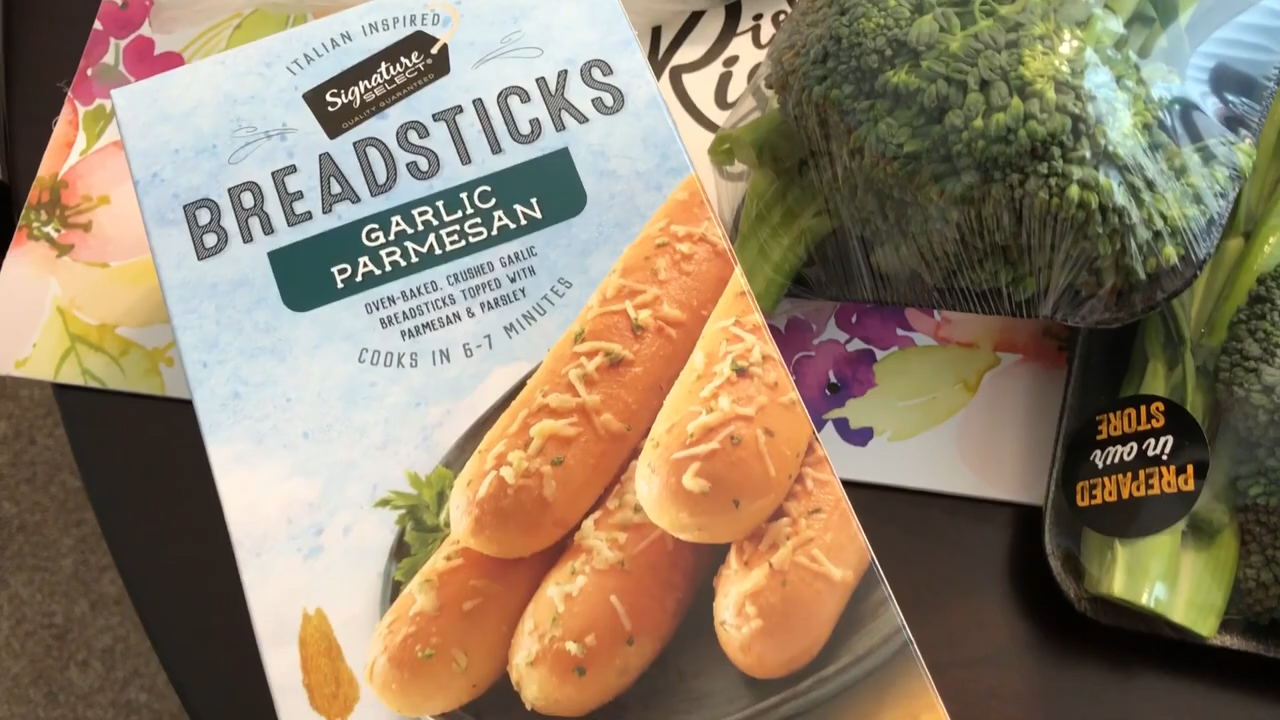 ITALIAN INSPIRED
Signature
SELECT®
QUALITY GUARANTEED
BREADSTICKS
GARLIC
PARMESAN
OVEN-BAKED, CRUSHED GARLIC
BREADSTICKS TOPPED WITH
PARMESAN & PARSLEY
COOKS IN 6-7 MINUTES
PREPARED
in our
STORE